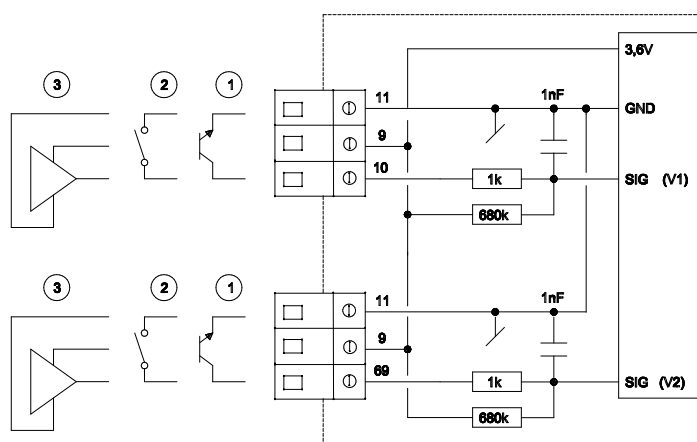 3,6V
3 2 1
11 1nF GND
9
10 1k SIG (V1)
680k
3 2 1
11 1nF
9
69 1k SIG (V2)
680k